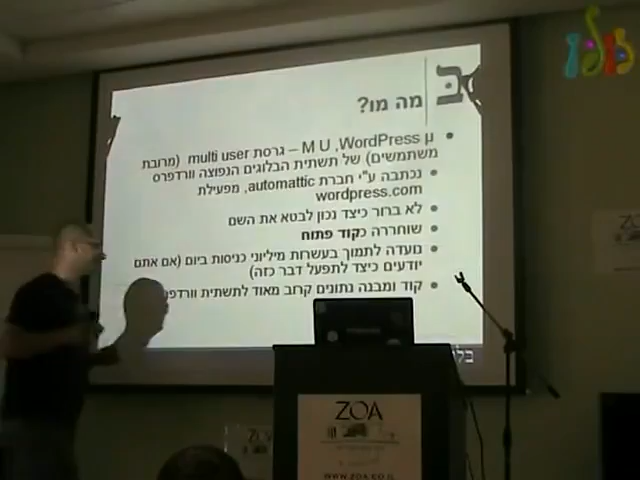 בלוג
ב
מה מו?
µ WordPress, M U – גרסת multi user (מרובת
משתמשים) של תשתית הבלוגים הנפוצה וורדפרס
נכתבה ע"י חברת automattic, מפעילת
wordpress.com
לא ברור כיצד נכון לבטא את השם
שוחררה כקוד פתוח
נועדה לתמוך בעשרות מיליוני כניסות ביום (אם אתם
יודעים כיצד לתפעל דבר כזה)
קוד ומבנה נתונים קרוב מאוד לתשתית וורדפ
ZOA
WWW.ZOA.CO.IL